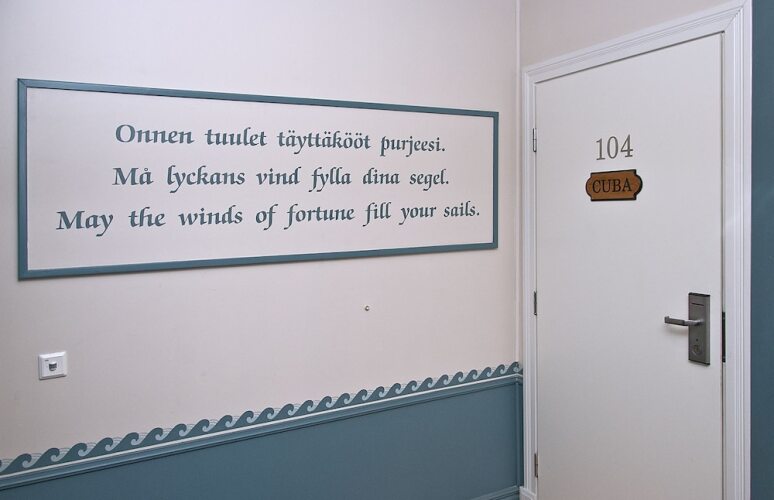 Onnen tuulet täyttäkööt purjeesi.
Må lyckans vind fylla dina segel.
May the winds of fortune fill your sails.
104
CUBA